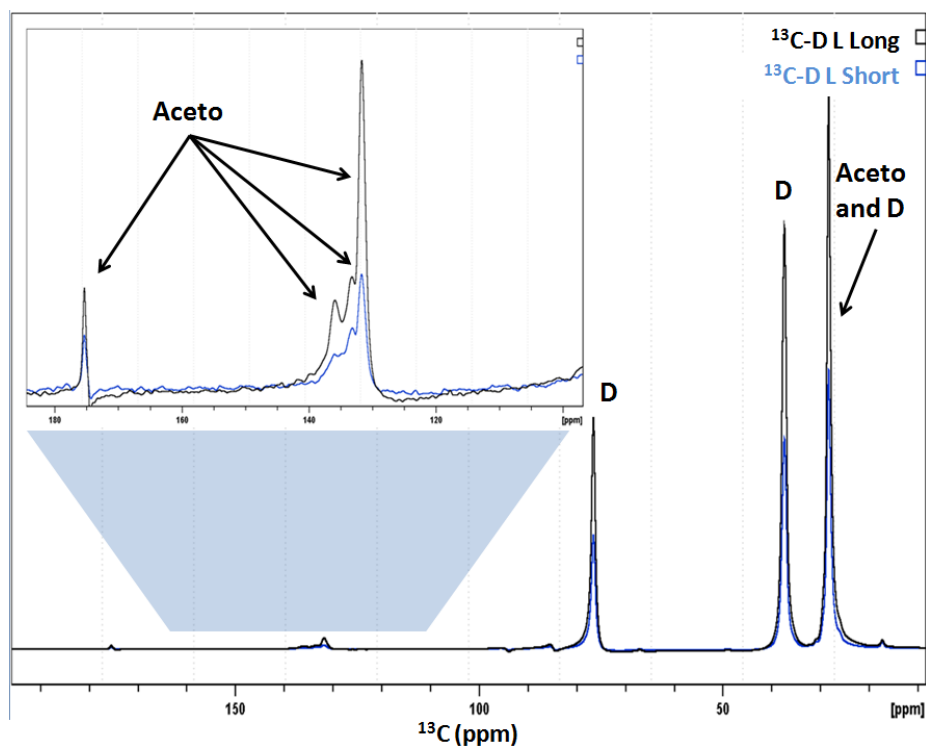 ¹³C-D L Long
¹³C-D L Short
Aceto
180 160 140 120 [ppm]
D
D
Aceto
and D
150 100 50 [ppm]
¹³C (ppm)